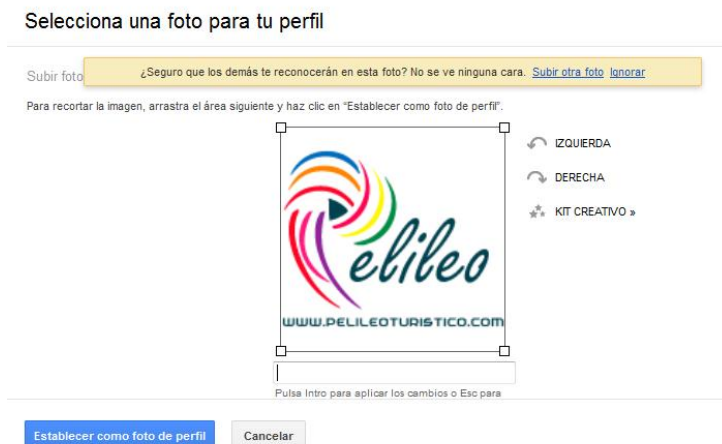 Selecciona una foto para tu perfil
Subir foto
¿Seguro que los demás te reconocerán en esta foto? No se ve ninguna cara. Subir otra foto Ignorar
Para recortar la imagen, arrastra el área siguiente y haz clic en "Establecer como foto de perfil".
IZQUIERDA
DERECHA
KIT CREATIVO »
Pelileo
WWW.PELILEOTURISTICO.COM
Pulsa Intro para aplicar los cambios o Esc para
Establecer como foto de perfil Cancelar